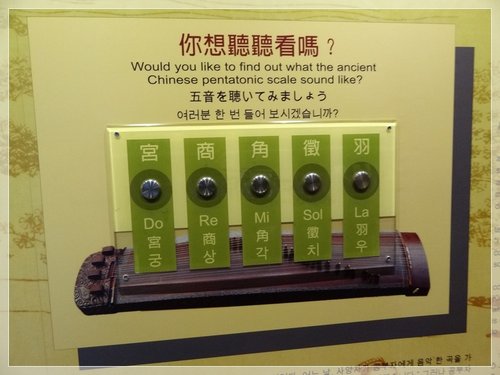 你想聽聽看嗎？
Would you like to find out what the ancient
Chinese pentatonic scale sound like?
五音を聴いてみましょう
여러분 한 번 들어 보시겠습니까?
宮 商 角 徵 羽
Do Re Mi Sol La
宮 商 角 徵 羽
궁 상 각 치 우